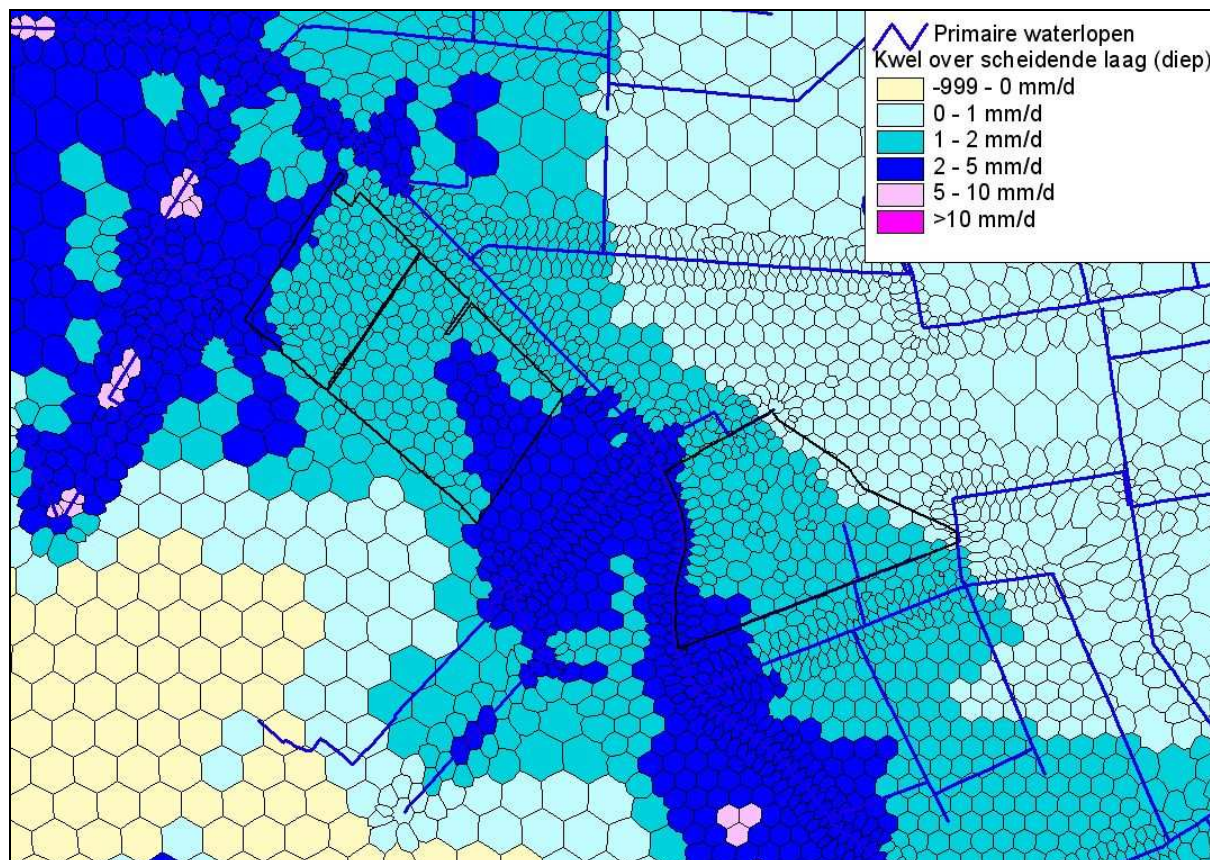 Primaire waterlopen
Kwel over scheidende laag (diep)
-999 - 0 mm/d
0 - 1 mm/d
1 - 2 mm/d
2 - 5 mm/d
5 - 10 mm/d
>10 mm/d